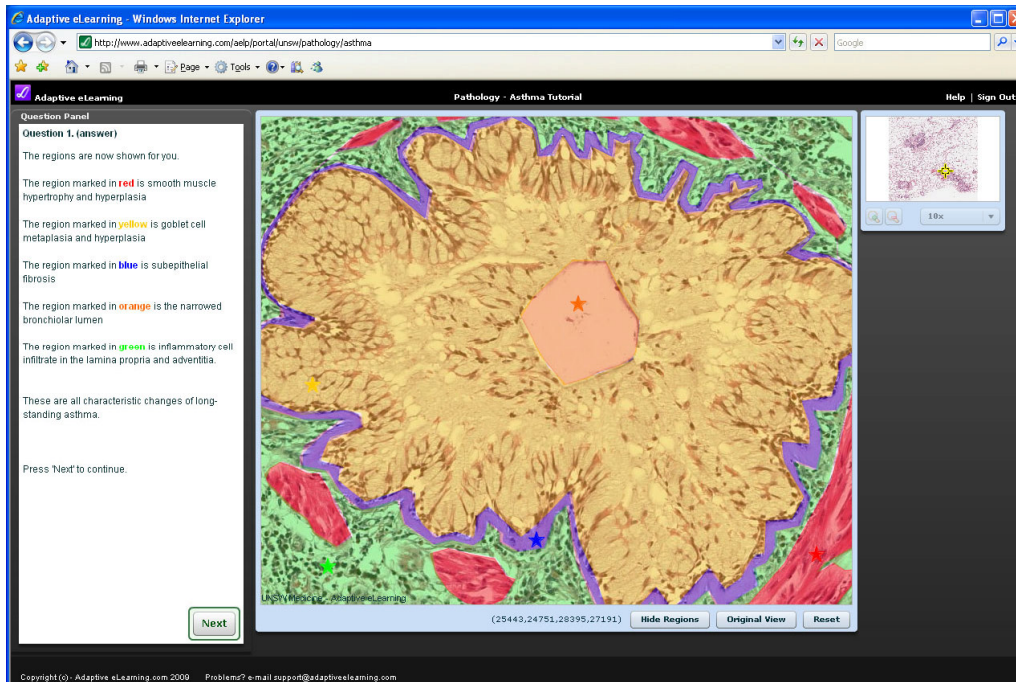 Adaptive eLearning - Windows Internet Explorer
http://www.adaptiveelearning.com/aelp/portal/unsw/pathology/asthma
Google
Page
Tools
Adaptive eLearning
Pathology - Asthma Tutorial
Help | Sign Out
Question Panel
Question 1. (answer)
The regions are now shown for you.
The region marked in red is smooth muscle
hypertrophy and hyperplasia
The region marked in yellow is goblet cell
metaplasia and hyperplasia
The region marked in blue is subepithelial
fibrosis
The region marked in orange is the narrowed
bronchiolar lumen
The region marked in green is inflammatory cell
infiltrate in the lamina propria and adventitia.
These are all characteristic changes of long-
standing asthma.
Press 'Next' to continue.
Next
10x
UNSW Medicine - Adaptive eLearning
(25443,24751,28395,27191)
Hide Regions
Original View
Reset
Copyright (c) - Adaptive eLearning.com 2009
Problems? e-mail support@adaptiveelearning.com